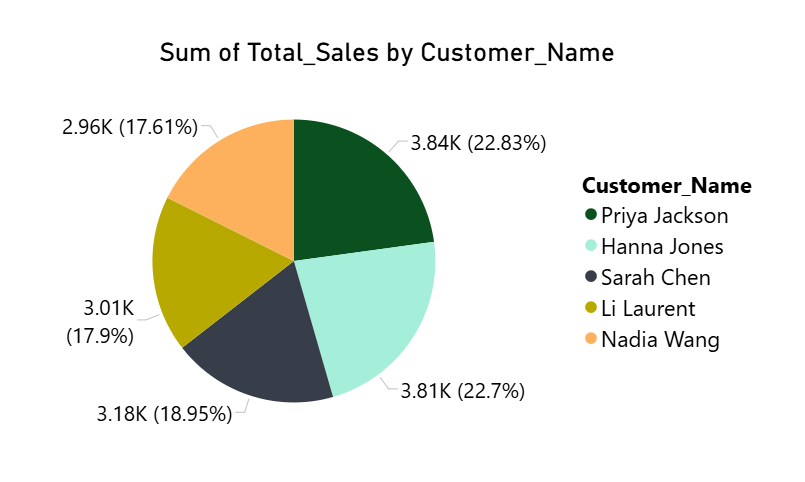 Sum of Total_Sales by Customer_Name
2.96K (17.61%)
3.84K (22.83%)
3.01K
(17.9%)
3.18K (18.95%)
3.81K (22.7%)
Customer_Name
Priya Jackson
Hanna Jones
Sarah Chen
Li Laurent
Nadia Wang